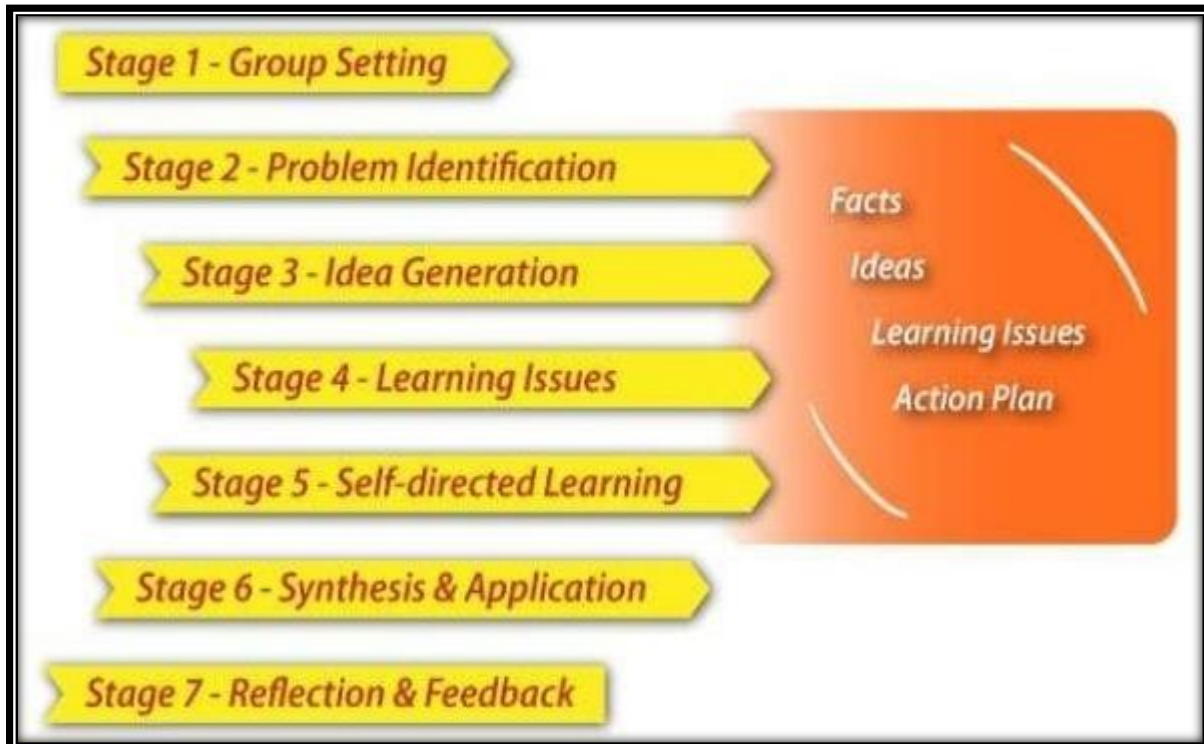 Stage 1 - Group Setting
Stage 2 - Problem Identification
Stage 3 - Idea Generation
Stage 4 - Learning Issues
Stage 5 - Self-directed Learning
Stage 6 - Synthesis & Application
Stage 7 - Reflection & Feedback
Facts
Ideas
Learning Issues
Action Plan